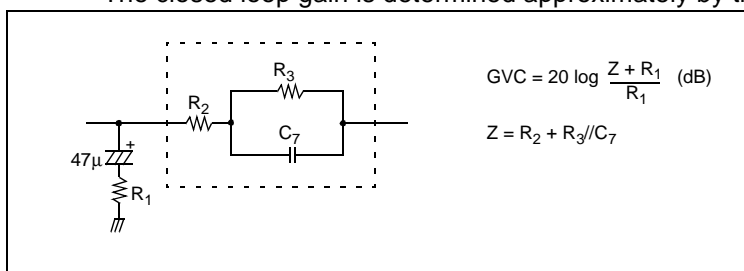 The closed loop gain is determined approximately by t
R3
R2
C7
+
47μ
R1
GVC = 20 log Z + R1 / R1 (dB)
Z = R2 + R3//C7